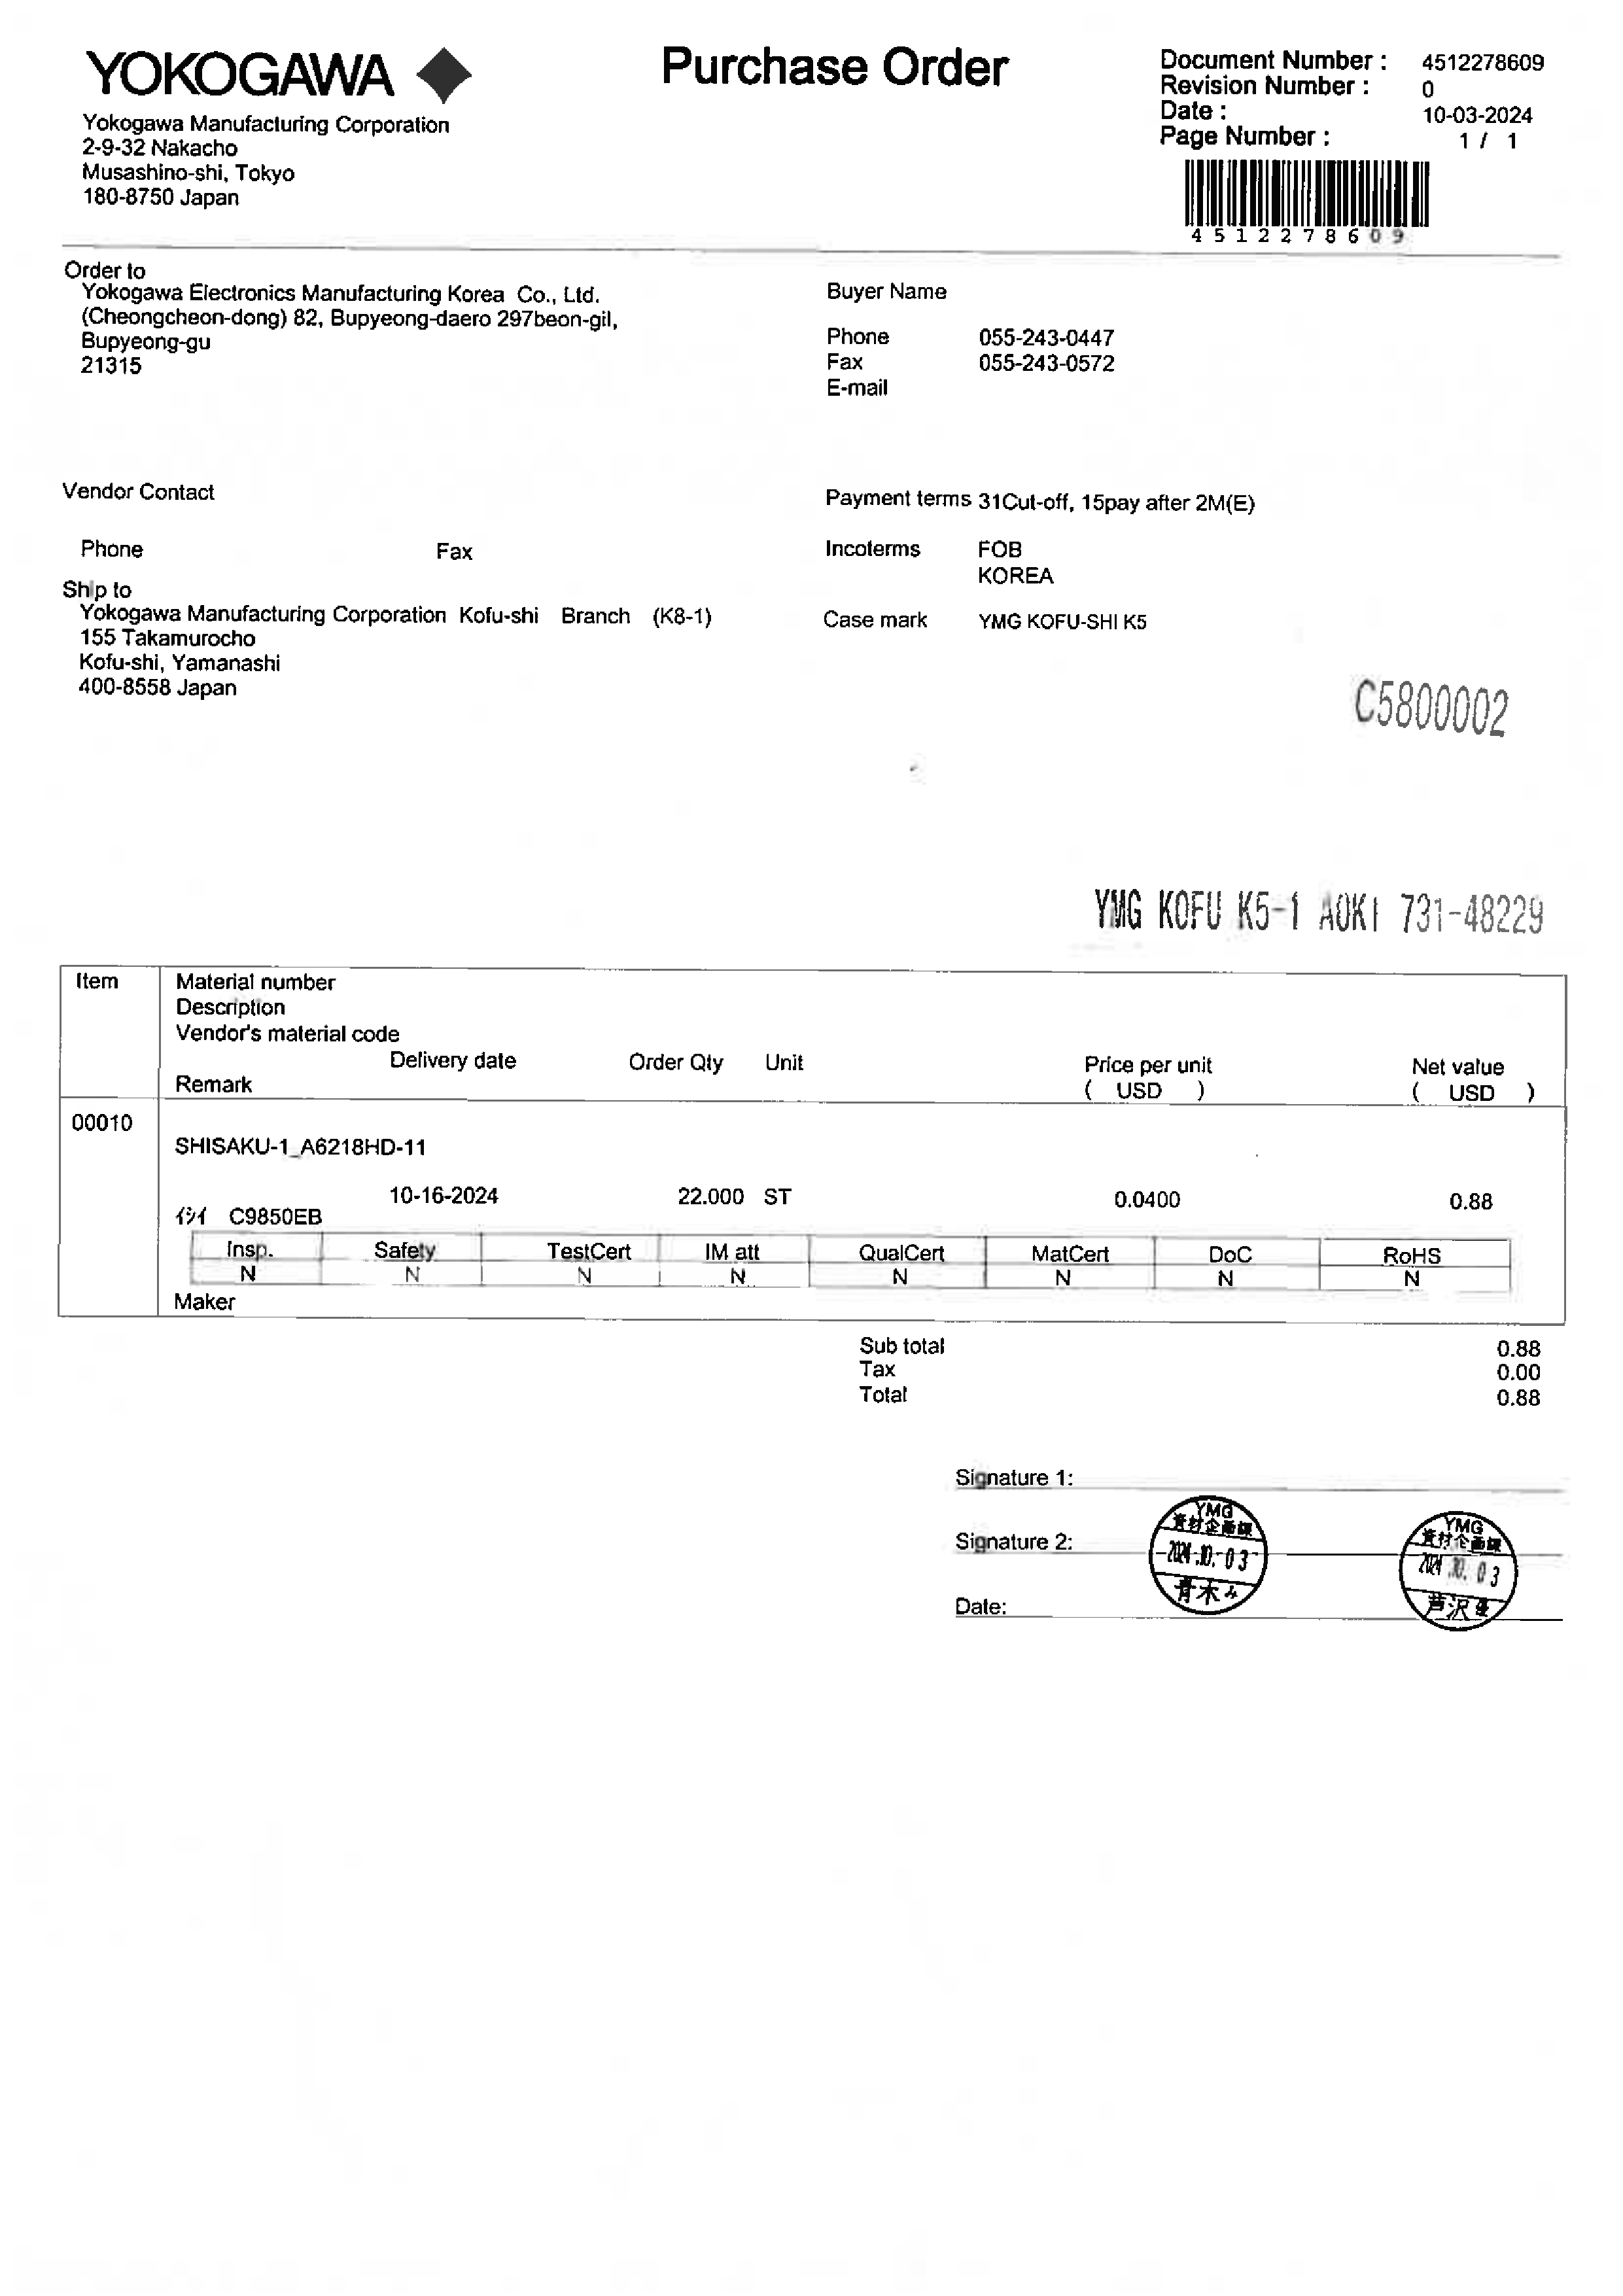 YOKOGAWA
Purchase Order
Document Number : 4512278609
Revision Number : 0
Date : 10-03-2024
Page Number : 1 / 1
4512278609
Yokogawa Manufacturing Corporation
2-9-32 Nakacho
Musashino-shi, Tokyo
180-8750 Japan
Order to
Yokogawa Electronics Manufacturing Korea Co., Ltd.
(Cheongcheon-dong) 82, Bupyeong-daero 297beon-gil,
Bupyeong-gu
21315
Buyer Name
Phone 055-243-0447
Fax 055-243-0572
E-mail
Vendor Contact
Phone Fax
Payment terms 31Cut-off, 15pay after 2M(E)
Incoterms FOB
KOREA
Ship to
Yokogawa Manufacturing Corporation Kofu-shi Branch (K8-1)
155 Takamurocho
Kofu-shi, Yamanashi
400-8558 Japan
Case mark YMG KOFU-SHI K5
C5800002
YMG KOFU K5-1 AOKI 731-48229
Item Material number
Description
Vendor's material code
Delivery date Order Qty Unit Price per unit Net value
Remark ( USD ) ( USD )
00010
SHISAKU-1_A6218HD-11
10-16-2024 22.000 ST 0.0400 0.88
ｲｼｲ C9850EB
Insp. Safety TestCert IM att QualCert MatCert DoC RoHS
N N N N N N N N
Maker
Sub total 0.88
Tax 0.00
Total 0.88
Signature 1:
Signature 2:
Date:
YMG
資材企画課
2024.10.03
青木み
YMG
資材企画課
2024.10.03
芦沢